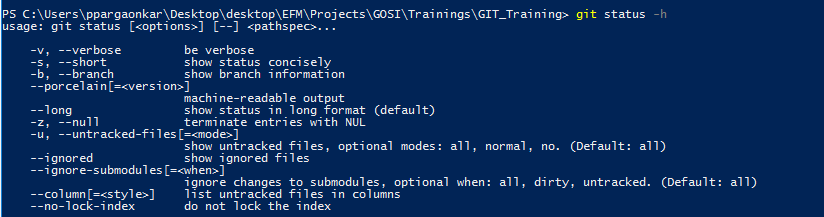 PS C:\Users\ppargaonkar\Desktop\desktop\EFM\Projects\GOSI\Trainings\GIT_Training> git status -h
usage: git status [<options>] [--] <pathspec>...
-v, --verbose         be verbose
-s, --short           show status concisely
-b, --branch          show branch information
--porcelain[=<version>]
machine-readable output
--long                show status in long format (default)
-z, --null            terminate entries with NUL
-u, --untracked-files[=<mode>]
show untracked files, optional modes: all, normal, no. (Default: all)
--ignored             show ignored files
--ignore-submodules[=<when>]
ignore changes to submodules, optional when: all, dirty, untracked. (Default: all)
--column[=<style>]    list untracked files in columns
--no-lock-index       do not lock the index